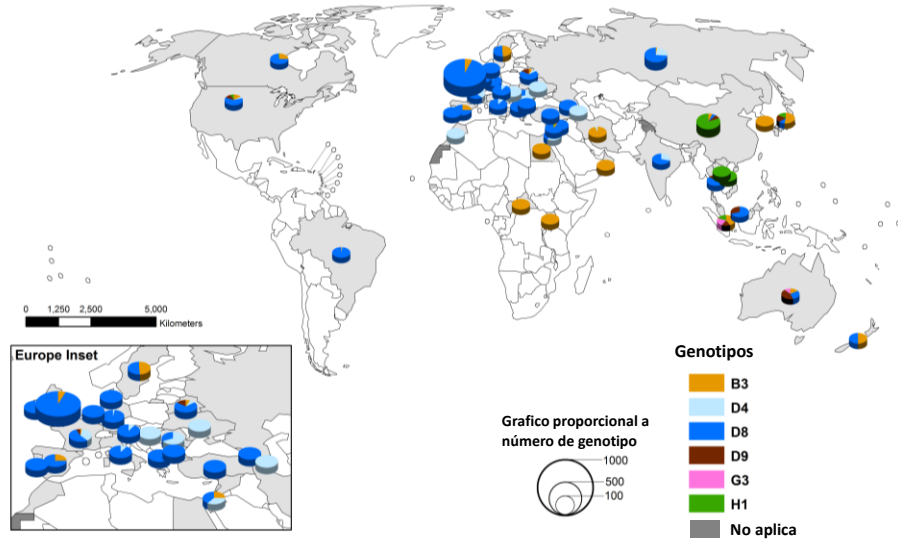 0 1,250 2,500 5,000
Kilometers
Europe Inset
Grafico proporcional a
número de genotipo
1000
500
100
Genotipos
B3
D4
D8
D9
G3
H1
No aplica